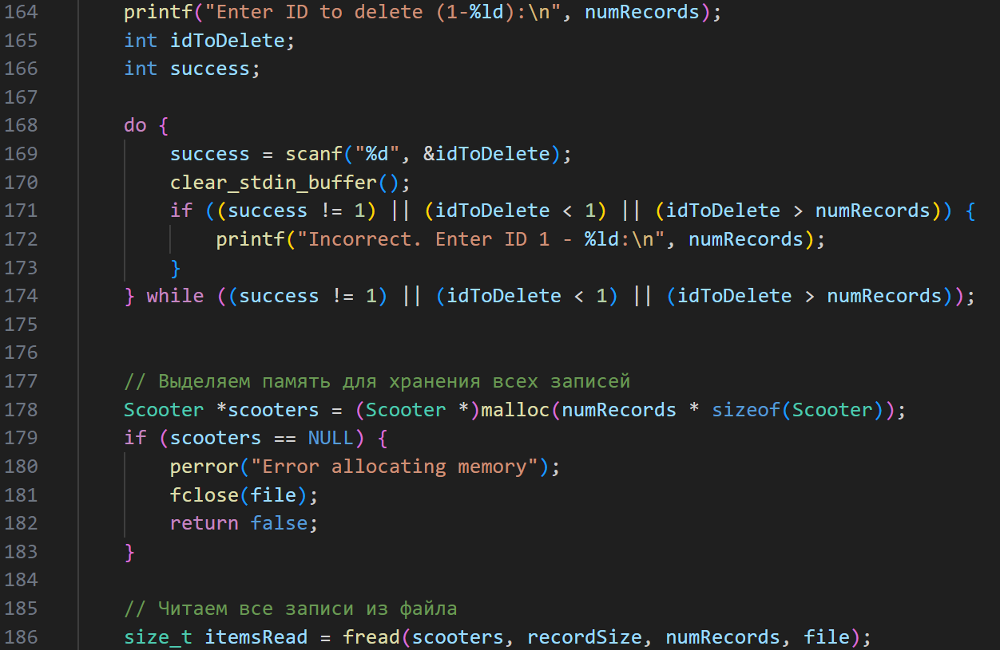 164 printf("Enter ID to delete (1-%ld):\n", numRecords);
165 int idToDelete;
166 int success;
167
168 do {
169 success = scanf("%d", &idToDelete);
170 clear_stdin_buffer();
171 if ((success != 1) || (idToDelete < 1) || (idToDelete > numRecords)) {
172 printf("Incorrect. Enter ID 1 - %ld:\n", numRecords);
173 }
174 } while ((success != 1) || (idToDelete < 1) || (idToDelete > numRecords));
175
176
177 // Выделяем память для хранения всех записей
178 Scooter *scooters = (Scooter *)malloc(numRecords * sizeof(Scooter));
179 if (scooters == NULL) {
180 perror("Error allocating memory");
181 fclose(file);
182 return false;
183 }
184
185 // Читаем все записи из файла
186 size_t itemsRead = fread(scooters, recordSize, numRecords, file);